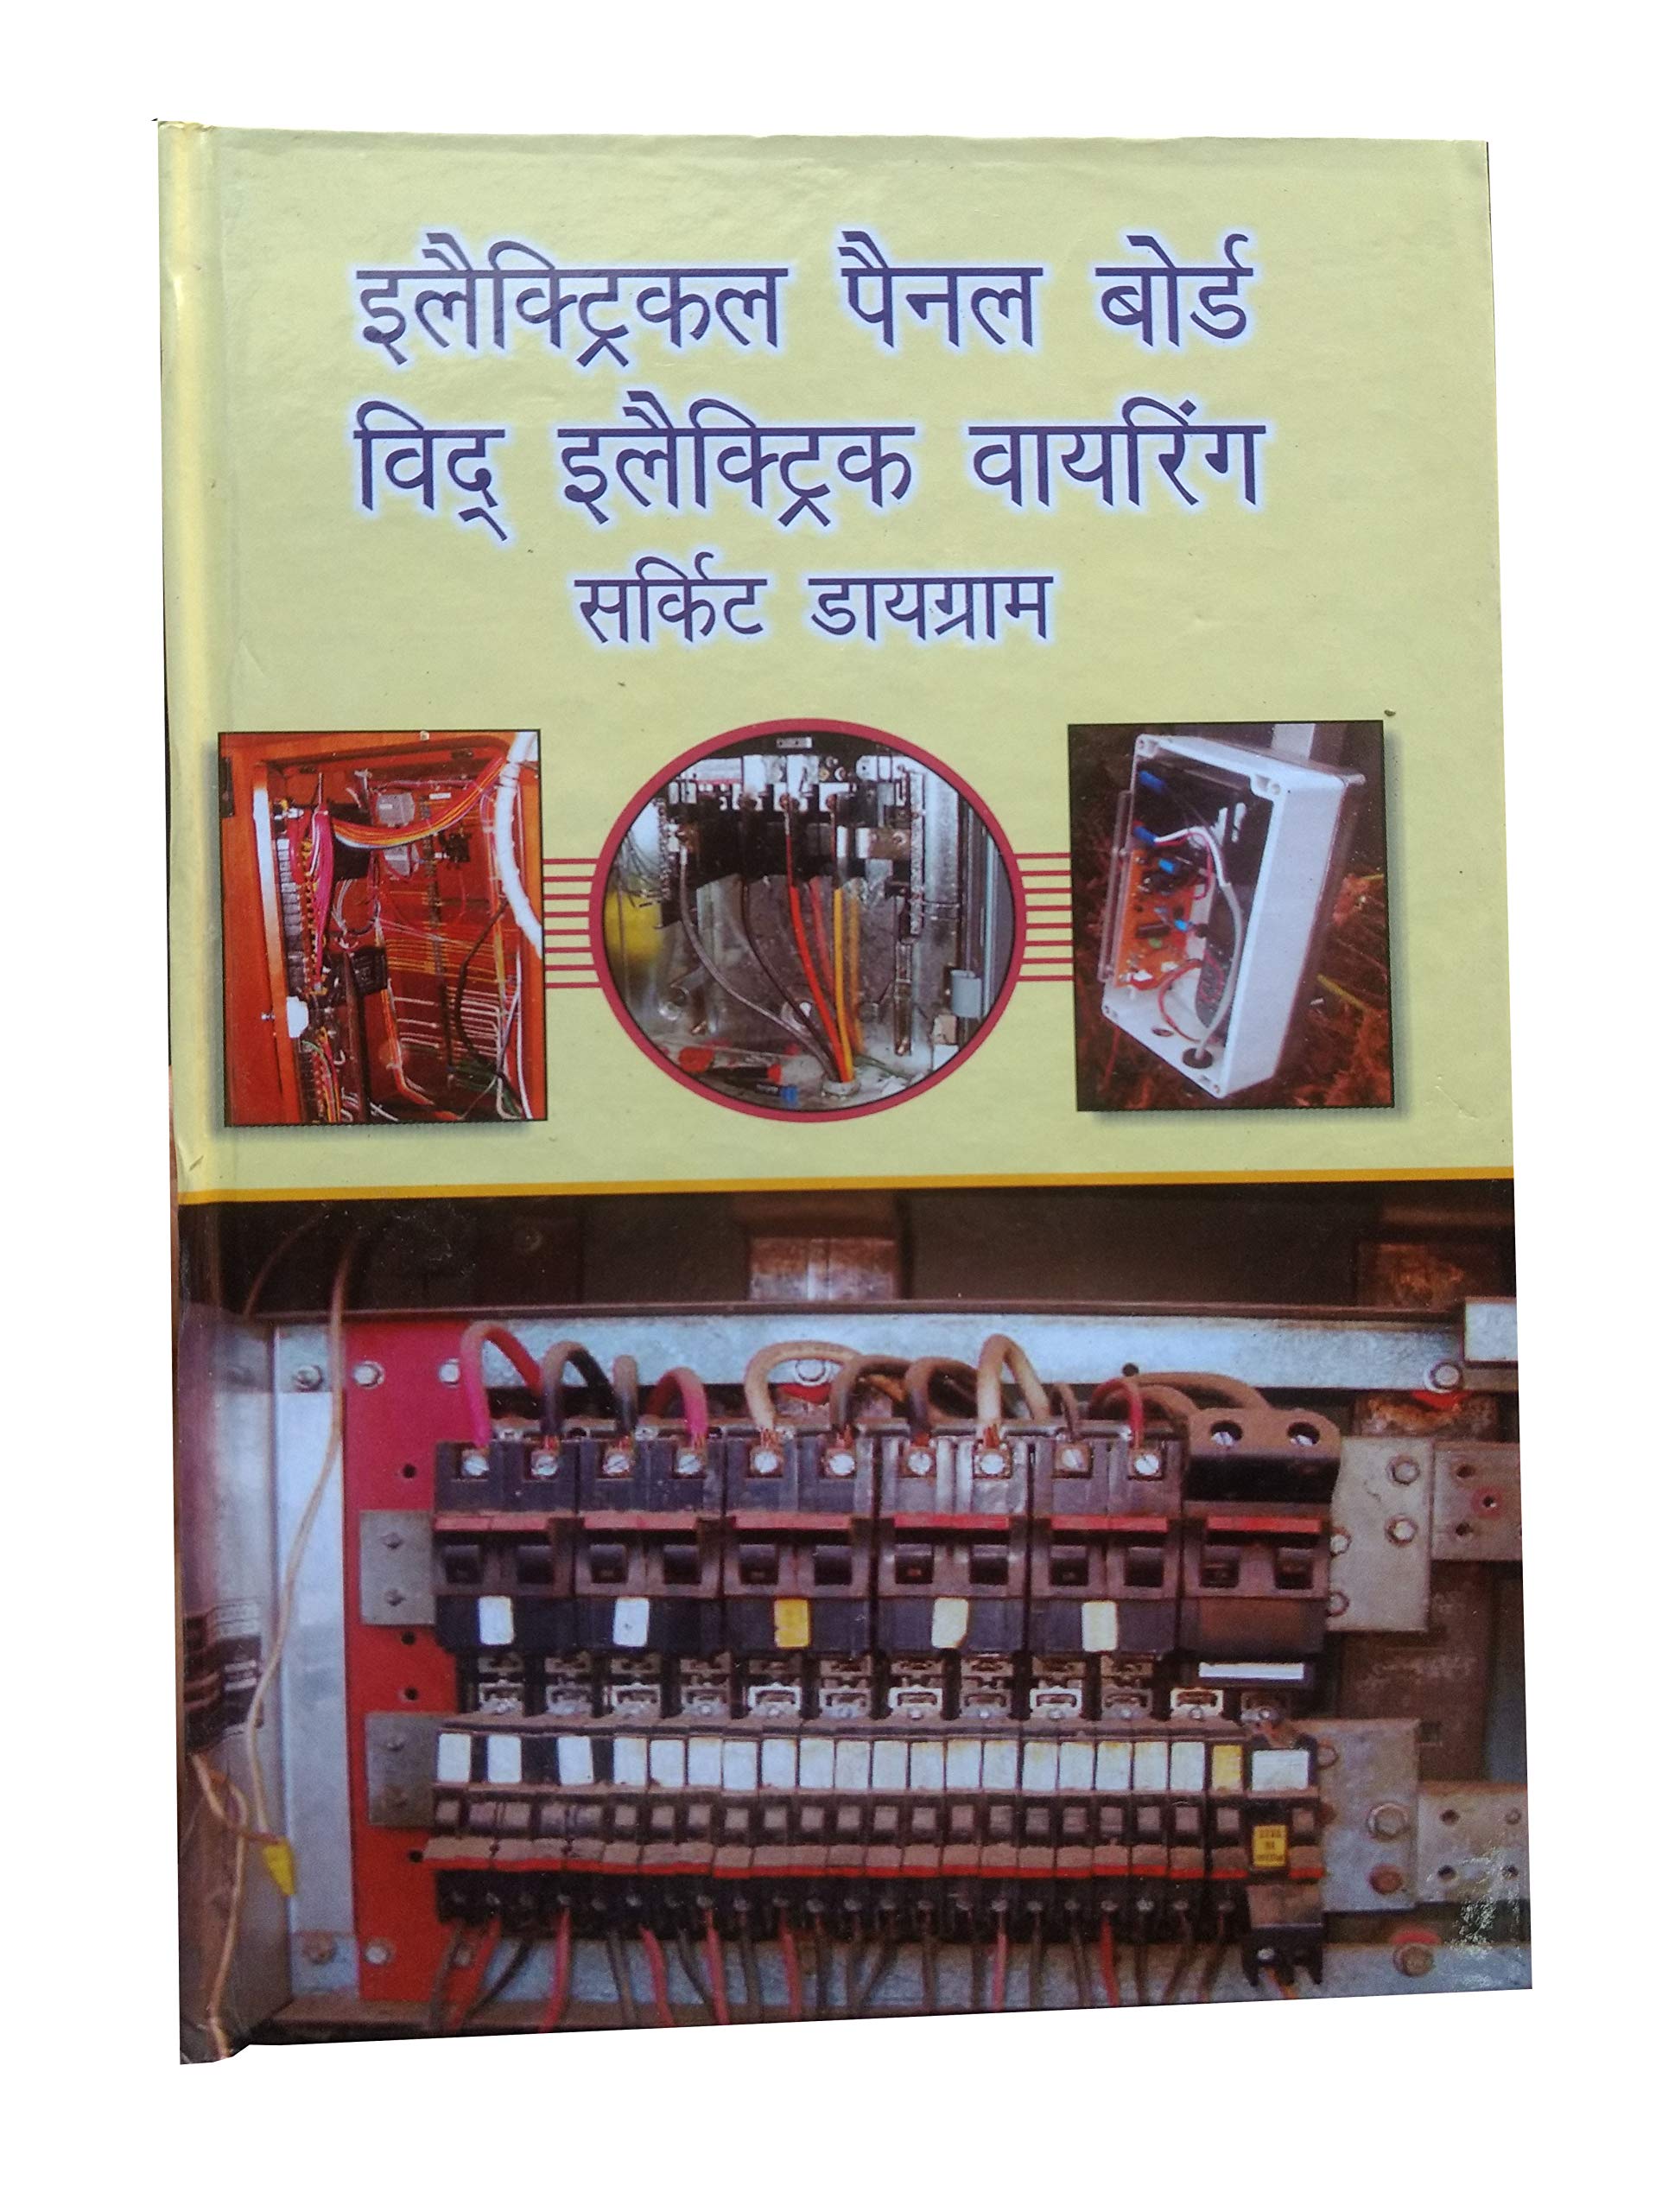 इलैक्ट्रिकल पैनल बोर्ड
विद् इलैक्ट्रिक वायरिंग
सर्किट डायग्राम